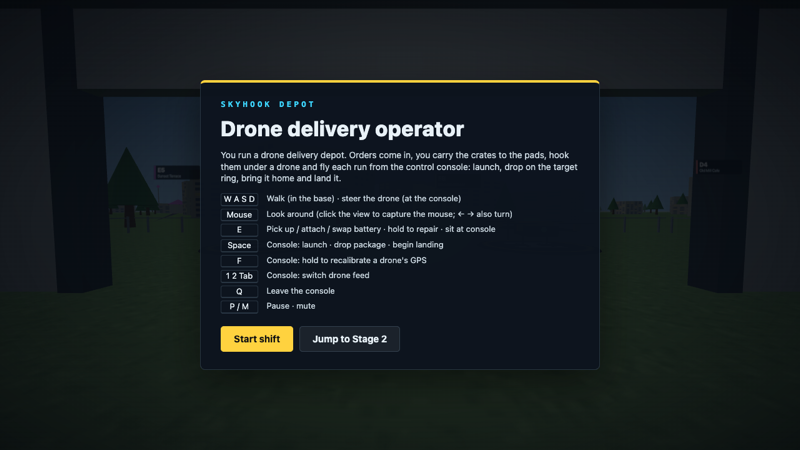 SKYHOOK DEPOT
Drone delivery operator
You run a drone delivery depot. Orders come in, you carry the crates to the pads, hook
them under a drone and fly each run from the control console: launch, drop on the target
ring, bring it home and land it.
W A S D Walk (in the base) · steer the drone (at the console)
Mouse Look around (click the view to capture the mouse; ← → also turn)
E Pick up / attach / swap battery · hold to repair · sit at console
Space Console: launch · drop package · begin landing
F Console: hold to recalibrate a drone's GPS
1 2 Tab Console: switch drone feed
Q Leave the console
P / M Pause · mute
Start shift
Jump to Stage 2